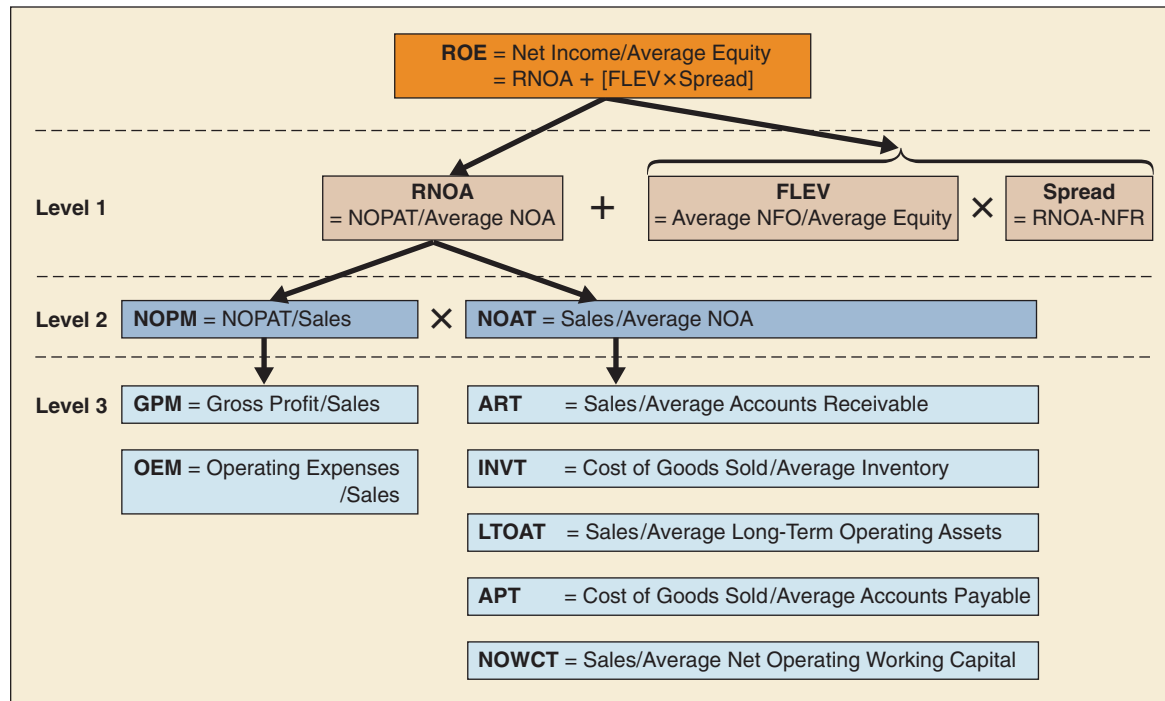 ROE = Net Income/Average Equity
= RNOA + [FLEV×Spread]
Level 1
RNOA
= NOPAT/Average NOA
+
FLEV
= Average NFO/Average Equity
×
Spread
= RNOA-NFR
Level 2
NOPM = NOPAT/Sales
×
NOAT = Sales/Average NOA
Level 3
GPM = Gross Profit/Sales
OEM = Operating Expenses
/Sales
ART = Sales/Average Accounts Receivable
INVT = Cost of Goods Sold/Average Inventory
LTOAT = Sales/Average Long-Term Operating Assets
APT = Cost of Goods Sold/Average Accounts Payable
NOWCT = Sales/Average Net Operating Working Capital